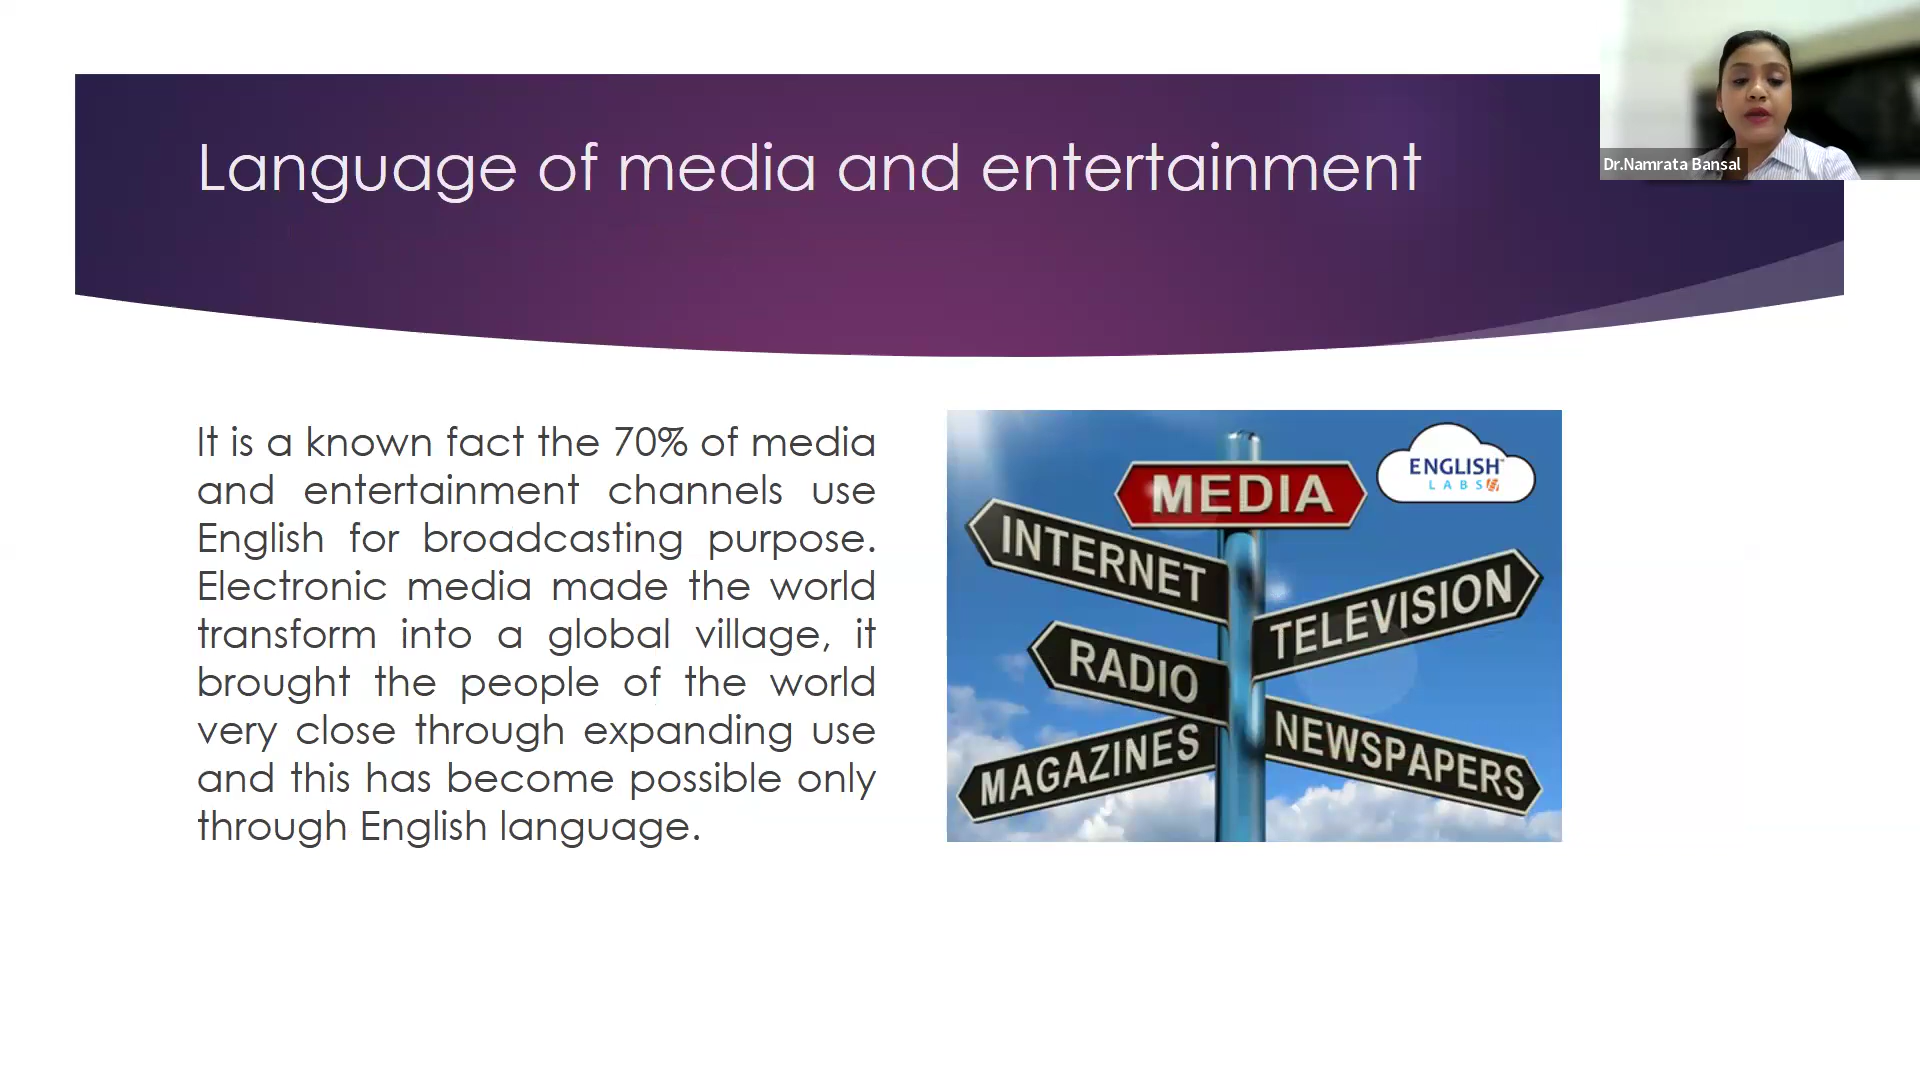 Language of media and entertainment
Dr.Namrata Bansal
It is a known fact the 70% of media
and entertainment channels use
English for broadcasting purpose.
Electronic media made the world
transform into a global village, it
brought the people of the world
very close through expanding use
and this has become possible only
through English language.
ENGLISH
LABS
MEDIA
INTERNET
TELEVISION
RADIO
NEWSPAPERS
MAGAZINES